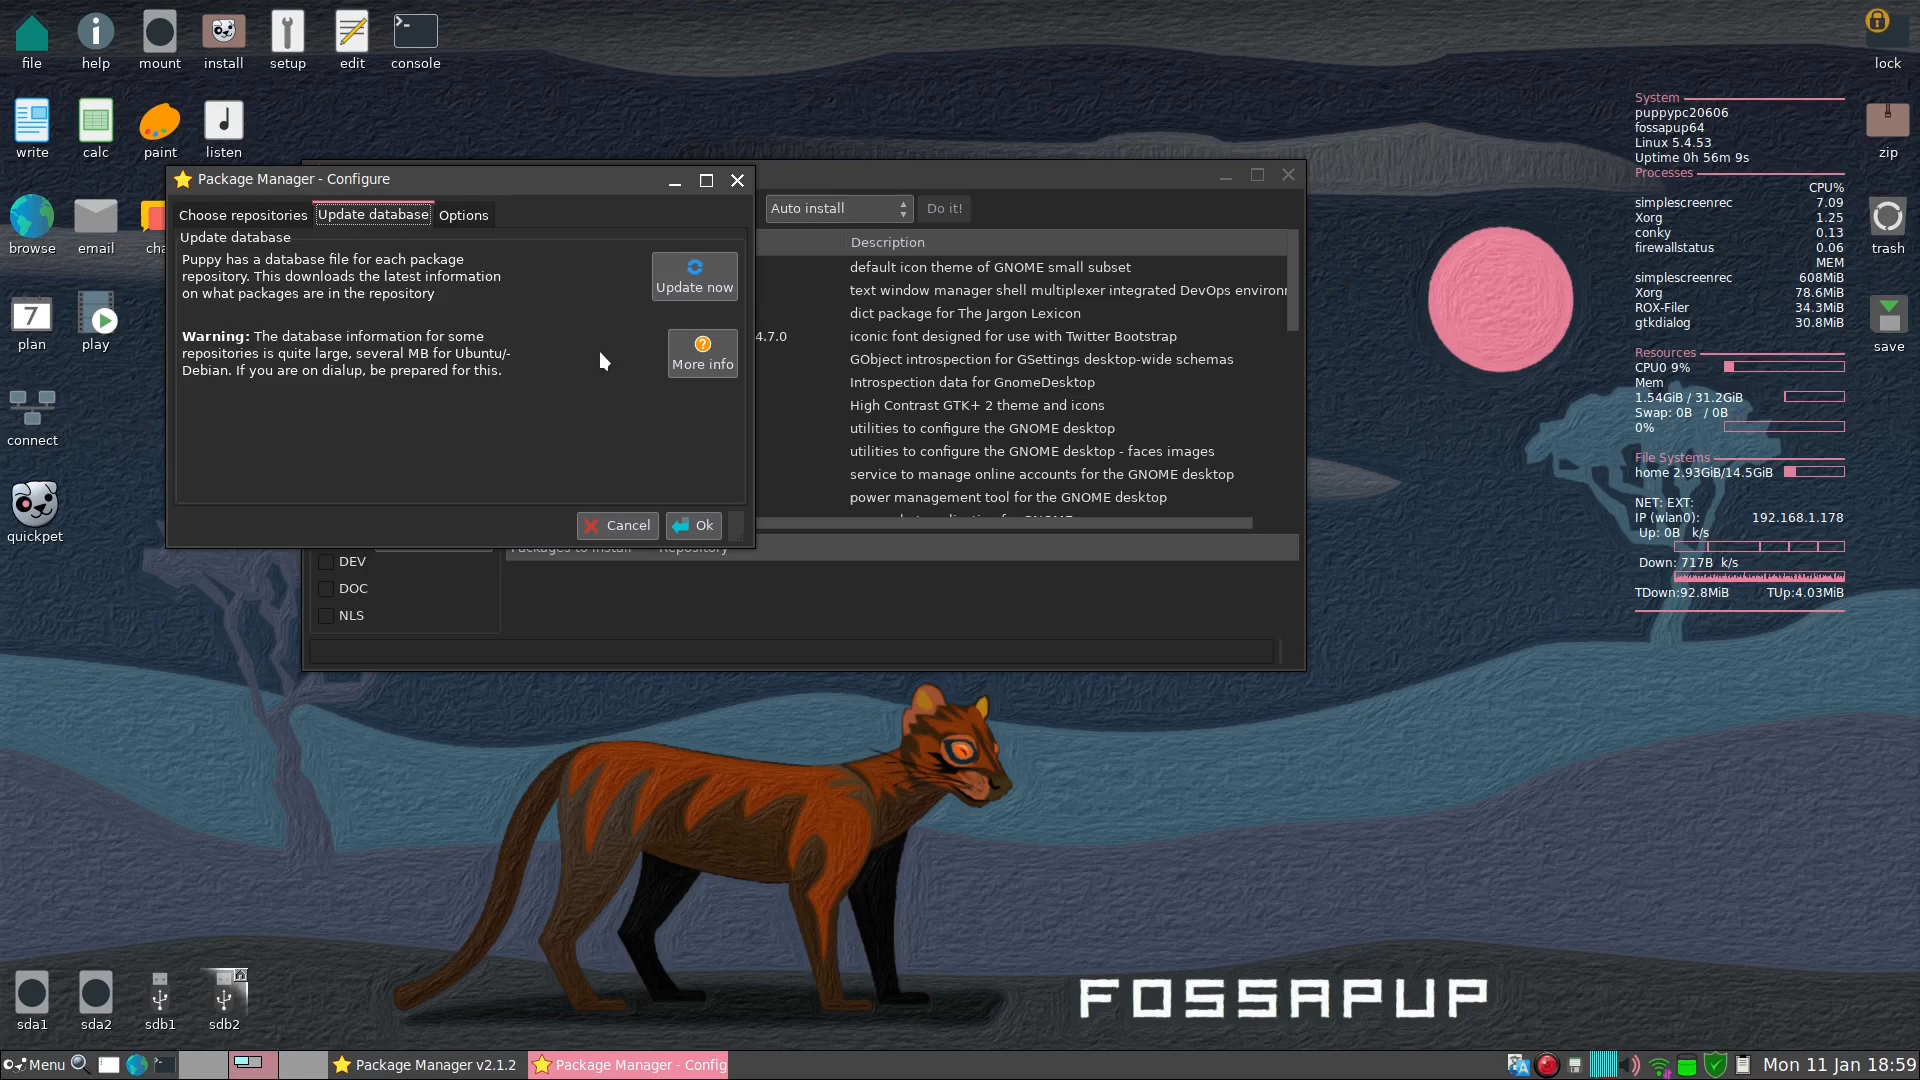 file
help
mount
install
setup
edit
console
lock
write
calc
paint
listen
zip
browse
email
trash
plan
play
save
connect
quickpet
Package Manager - Configure
Choose repositories
Update database
Options
Update database
Puppy has a database file for each package
repository. This downloads the latest information
on what packages are in the repository
Update now
Warning: The database information for some
repositories is quite large, several MB for Ubuntu/-
Debian. If you are on dialup, be prepared for this.
More info
Cancel
Ok
Auto install
Do it!
Description
default icon theme of GNOME small subset
text window manager shell multiplexer integrated DevOps environ
dict package for The Jargon Lexicon
4.7.0
iconic font designed for use with Twitter Bootstrap
GObject introspection for GSettings desktop-wide schemas
Introspection data for GnomeDesktop
High Contrast GTK+ 2 theme and icons
utilities to configure the GNOME desktop
utilities to configure the GNOME desktop - faces images
service to manage online accounts for the GNOME desktop
power management tool for the GNOME desktop
Packages to install
Repository
DEV
DOC
NLS
System
puppypc20606
fossapup64
Linux 5.4.53
Uptime 0h 56m 9s
Processes
CPU%
simplescreenrec 7.09
Xorg 1.25
conky 0.13
firewallstatus 0.06
MEM
simplescreenrec 608MiB
Xorg 78.6MiB
ROX-Filer 34.3MiB
gtkdialog 30.8MiB
Resources
CPU0 9%
Mem
1.54GiB / 31.2GiB
Swap: 0B / 0B
0%
File Systems
home 2.93GiB/14.5GiB
NET: EXT:
IP (wlan0): 192.168.1.178
Up: 0B k/s
Down: 717B k/s
TDown:92.8MiB TUp:4.03MiB
FOSSAPUP
sda1
sda2
sdb1
sdb2
Menu
Package Manager v2.1.2
Package Manager - Config
Mon 11 Jan 18:59